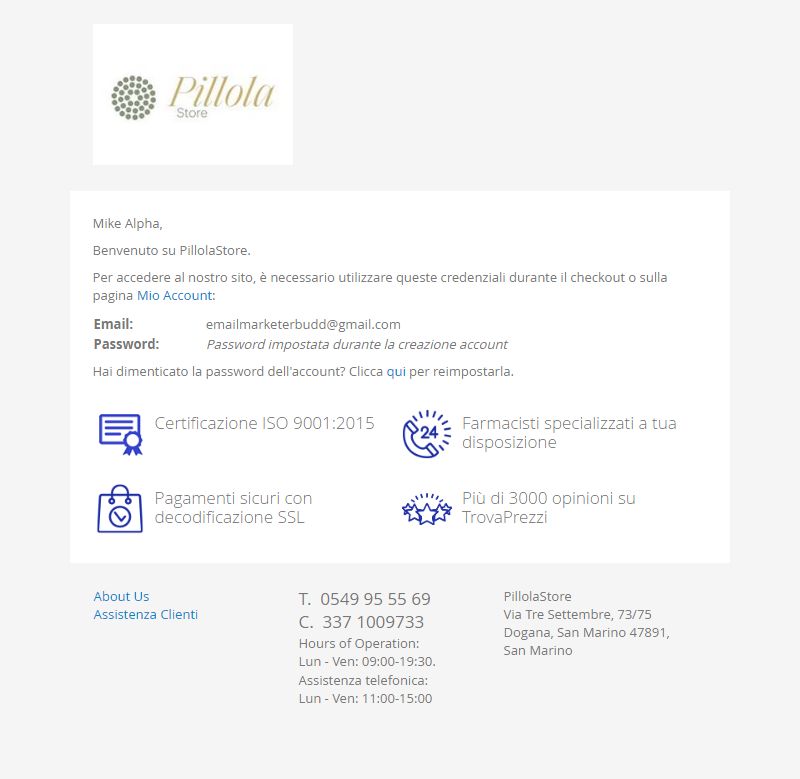 Pillola
Store
Mike Alpha,
Benvenuto su PillolaStore.
Per accedere al nostro sito, è necessario utilizzare queste credenziali durante il checkout o sulla
pagina Mio Account:
Email: emailmarketerbudd@gmail.com
Password: Password impostata durante la creazione account
Hai dimenticato la password dell'account? Clicca qui per reimpostarla.
Certificazione ISO 9001:2015
24
Farmacisti specializzati a tua
disposizione
Pagamenti sicuri con
decodificazione SSL
Più di 3000 opinioni su
TrovaPrezzi
About Us
Assistenza Clienti
T. 0549 95 55 69
C. 337 1009733
Hours of Operation:
Lun - Ven: 09:00-19:30.
Assistenza telefonica:
Lun - Ven: 11:00-15:00
PillolaStore
Via Tre Settembre, 73/75
Dogana, San Marino 47891,
San Marino